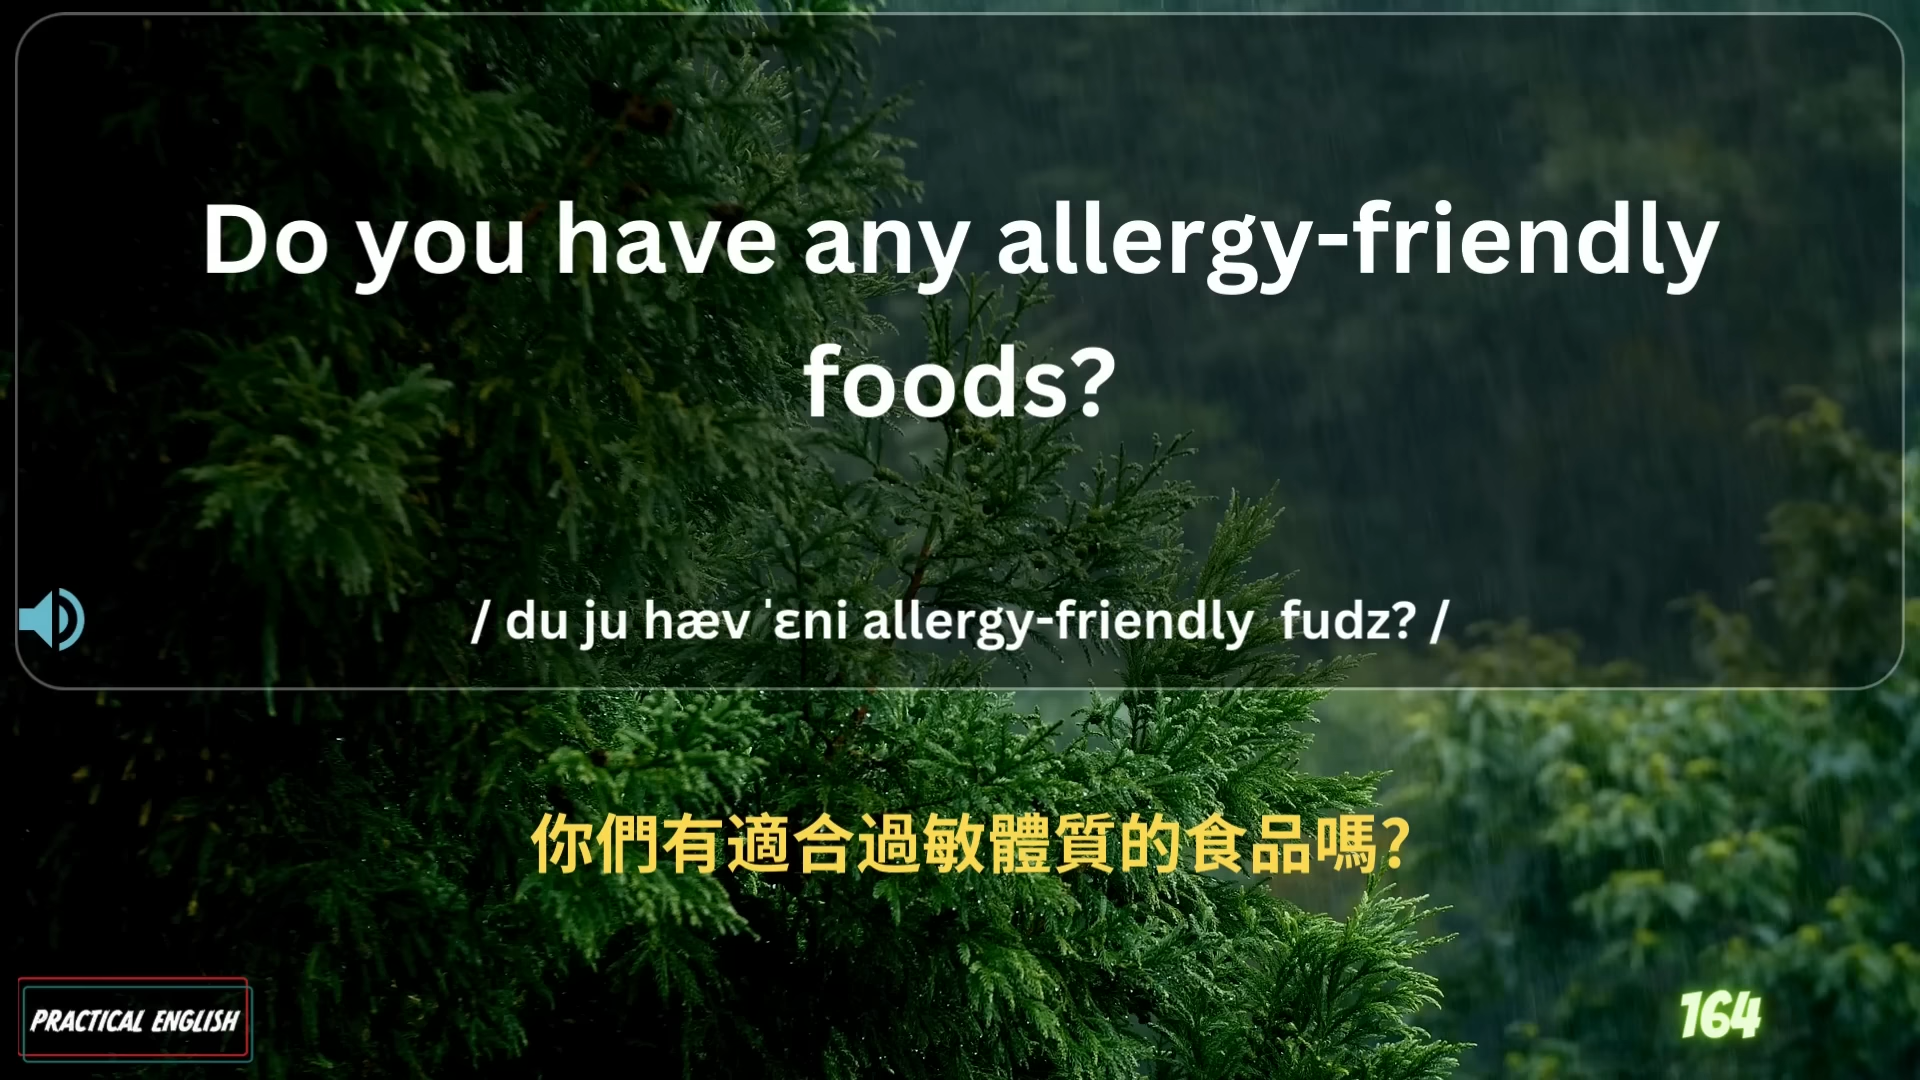 Do you have any allergy-friendly
foods?
/ du ju hæv ˈɛni allergy-friendly  fudz? /
你們有適合過敏體質的食品嗎?
PRACTICAL ENGLISH
164